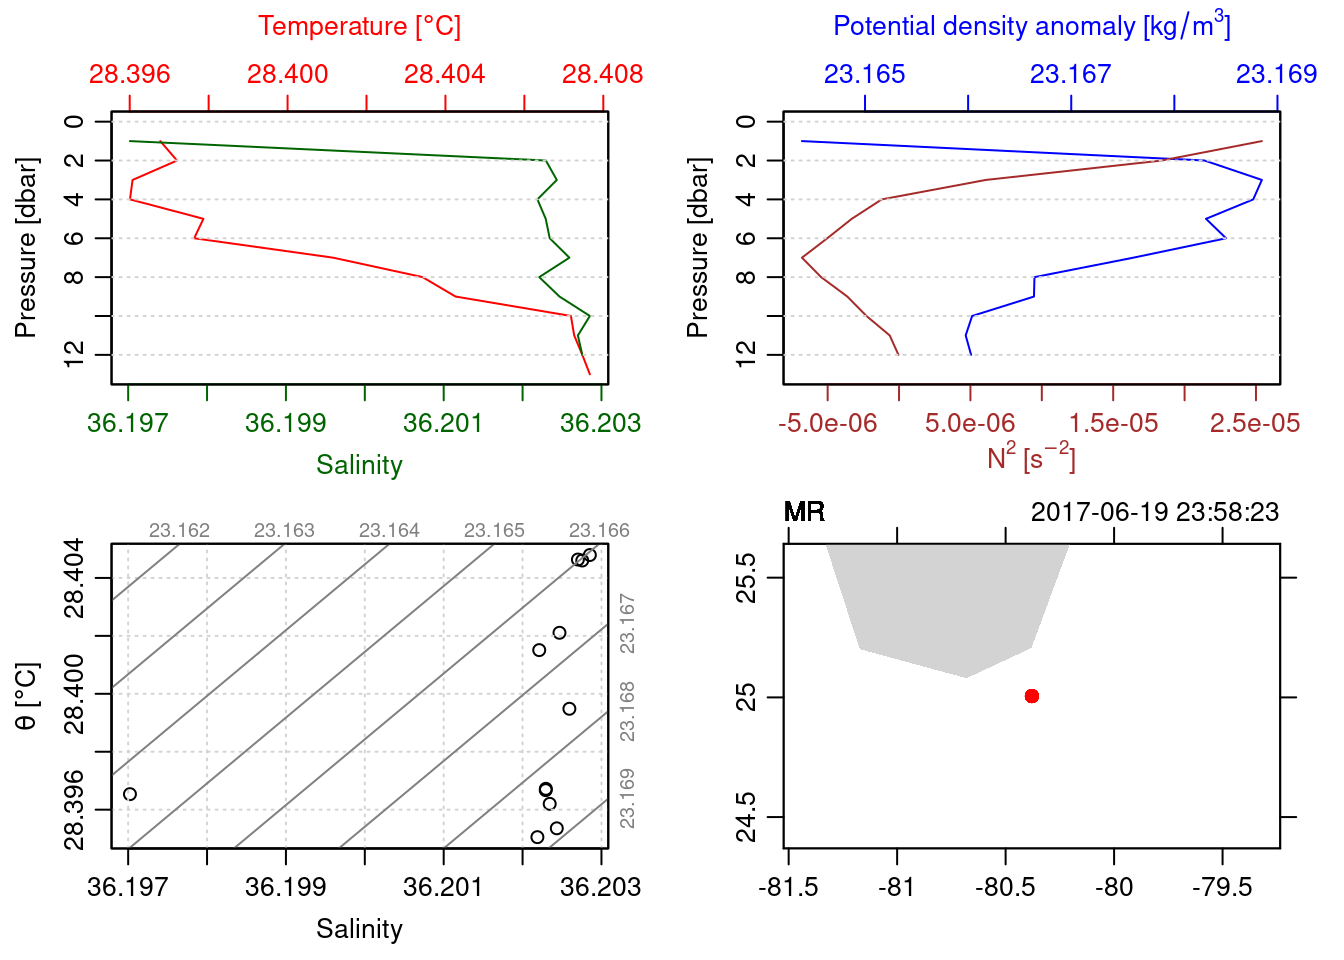 Temperature [°C]
28.396 28.400 28.404 28.408
Pressure [dbar]
0
2
4
6
8
12
36.197 36.199 36.201 36.203
Salinity
Potential density anomaly [kg/m³]
23.165 23.167 23.169
Pressure [dbar]
0
2
4
6
8
12
-5.0e-06 5.0e-06 1.5e-05 2.5e-05
N² [s⁻²]
23.162 23.163 23.164 23.165 23.166
θ [°C]
28.404
28.400
28.396
23.167
23.168
23.169
36.197 36.199 36.201 36.203
Salinity
MR 2017-06-19 23:58:23
25.5
25
24.5
-81.5 -81 -80.5 -80 -79.5